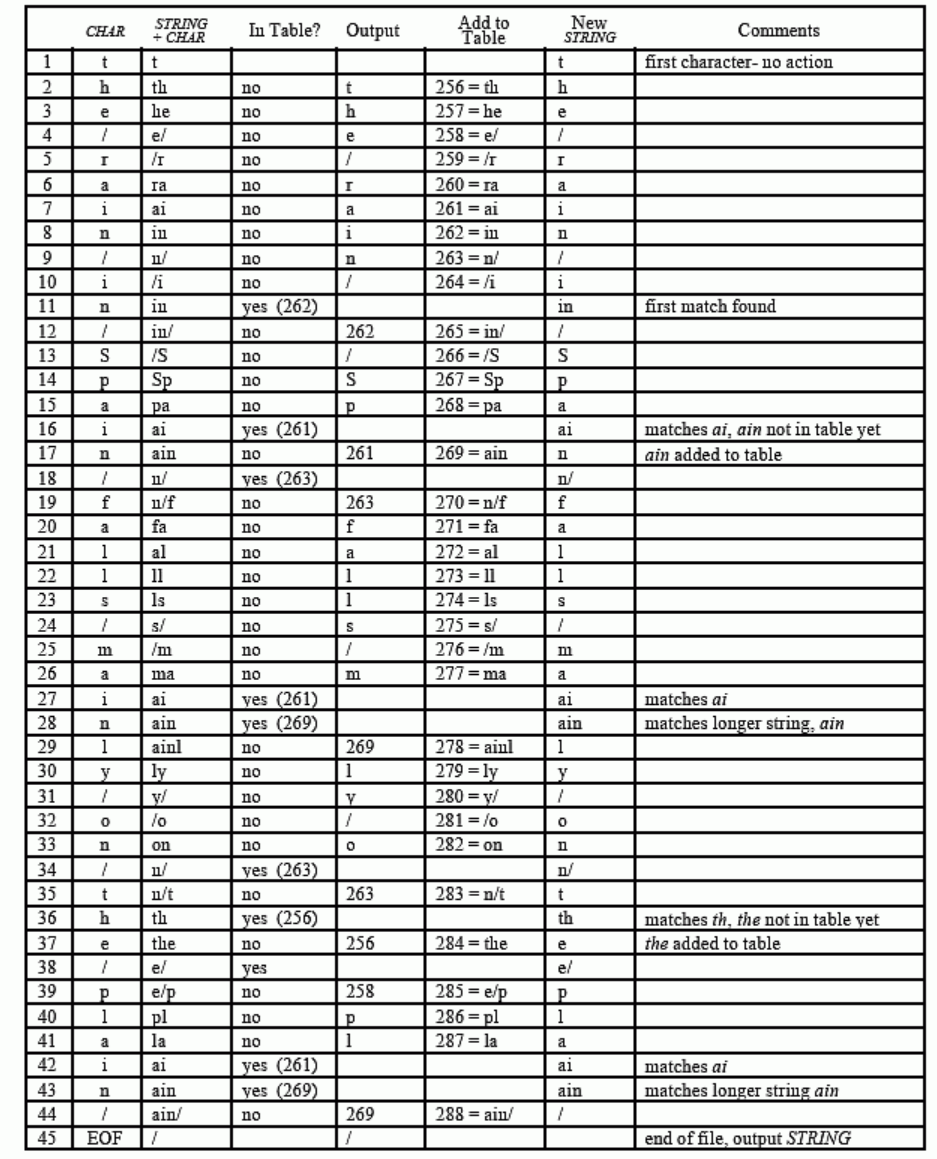 CHAR STRING + CHAR In Table? Output Add to Table New STRING Comments
1 t t t first character- no action
2 h th no t 256 = th h
3 e he no h 257 = he e
4 / e/ no e 258 = e/ /
5 r /r no / 259 = /r r
6 a ra no r 260 = ra a
7 i ai no a 261 = ai i
8 n in no i 262 = in n
9 / n/ no n 263 = n/ /
10 i /i no / 264 = /i i
11 n in yes (262) in first match found
12 / in/ no 262 265 = in/ /
13 S /S no / 266 = /S S
14 p Sp no S 267 = Sp p
15 a pa no p 268 = pa a
16 i ai yes (261) ai matches ai, ain not in table yet
17 n ain no 261 269 = ain n ain added to table
18 / n/ yes (263) n/
19 f n/f no 263 270 = n/f f
20 a fa no f 271 = fa a
21 l al no a 272 = al l
22 l ll no l 273 = ll l
23 s ls no l 274 = ls s
24 / s/ no s 275 = s/ /
25 m /m no / 276 = /m m
26 a ma no m 277 = ma a
27 i ai yes (261) ai matches ai
28 n ain yes (269) ain matches longer string, ain
29 l ainl no 269 278 = ainl l
30 y ly no l 279 = ly y
31 / y/ no y 280 = y/ /
32 o /o no / 281 = /o o
33 n on no o 282 = on n
34 / n/ yes (263) n/
35 t n/t no 263 283 = n/t t
36 h th yes (256) th matches th, the not in table yet
37 e the no 256 284 = the e the added to table
38 / e/ yes e/
39 p e/p no 258 285 = e/p p
40 l pl no p 286 = pl l
41 a la no l 287 = la a
42 i ai yes (261) ai matches ai
43 n ain yes (269) ain matches longer string ain
44 / ain/ no 269 288 = ain/ /
45 EOF / / end of file, output STRING